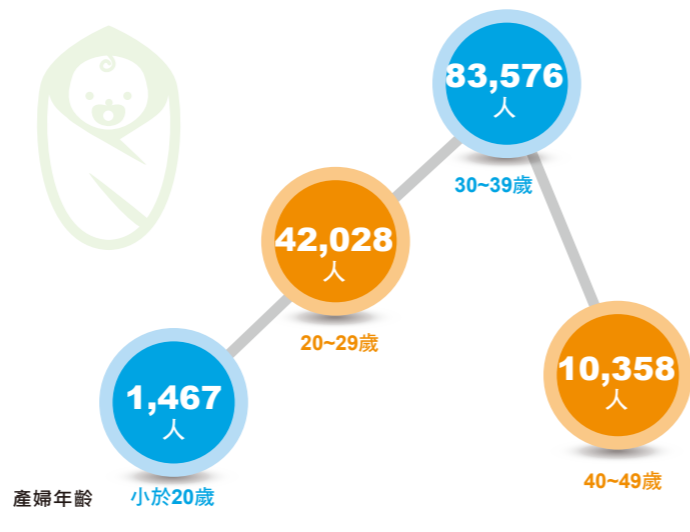 83,576
人
30~39歲
42,028
人
20~29歲
10,358
人
40~49歲
1,467
人
產婦年齡 小於20歲